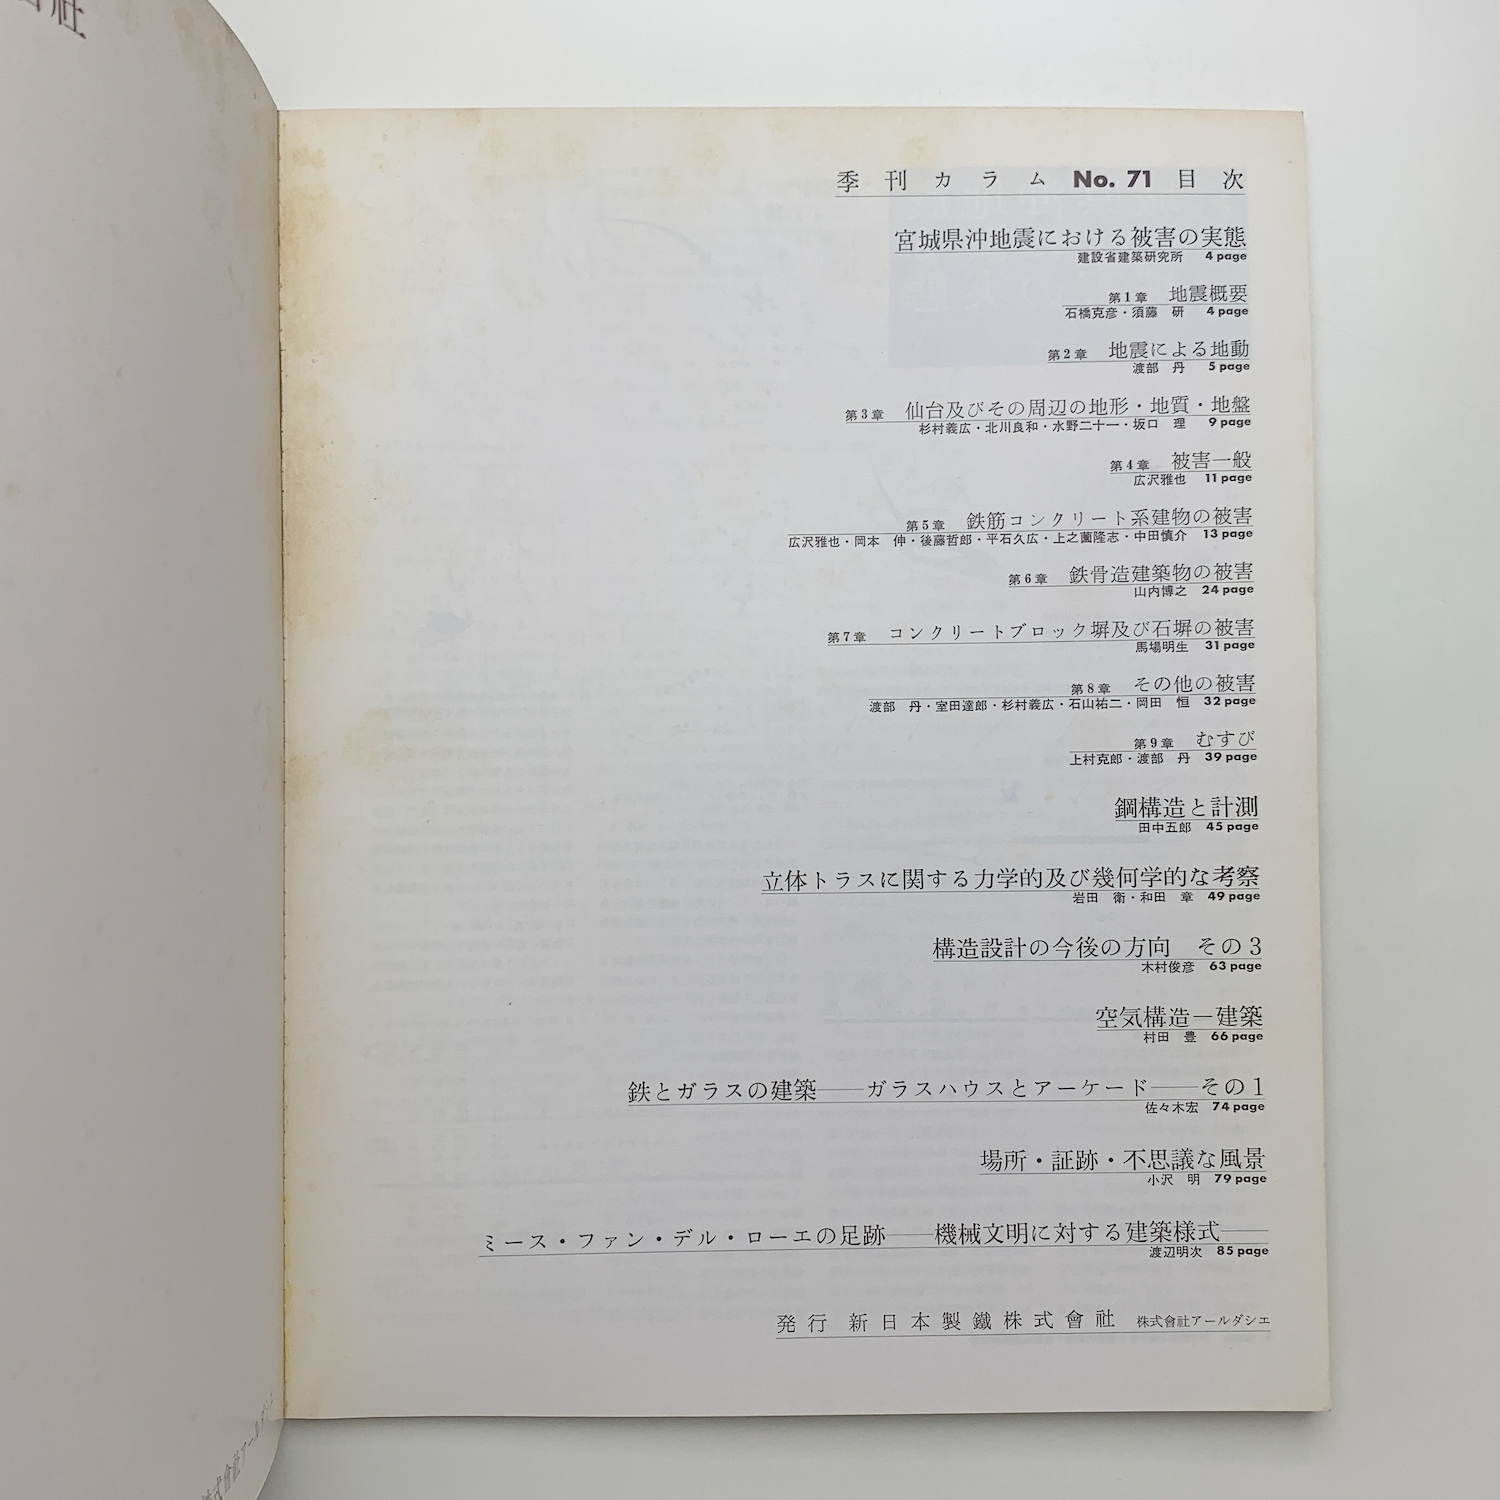 季刊カラム No. 71 目次
宮城県沖地震における被害の実態
建設省建築研究所 4 page
第1章 地震概要
石橋克彦・須藤 研 4 page
第2章 地震による地動
渡部 丹 5 page
第3章 仙台及びその周辺の地形・地質・地盤
杉村義広・北川良和・水野二十一・坂口 理 9 page
第4章 被害一般
広沢雅也 11 page
第5章 鉄筋コンクリート系建物の被害
広沢雅也・岡本 伸・後藤哲郎・平石久広・上之薗隆志・中田慎介 13 page
第6章 鉄骨造建築物の被害
山内博之 24 page
第7章 コンクリートブロック塀及び石塀の被害
馬場明生 31 page
第8章 その他の被害
渡部 丹・室田達郎・杉村義広・石山祐二・岡田 恒 32 page
第9章 むすび
上村克郎・渡部 丹 39 page
鋼構造と計測
田中五郎 45 page
立体トラスに関する力学的及び幾何学的な考察
岩田 衛・和田 章 49 page
構造設計の今後の方向 その3
木村俊彦 63 page
空気構造－建築
村田 豊 66 page
鉄とガラスの建築――ガラスハウスとアーケード――その1
佐々木宏 74 page
場所・証跡・不思議な風景
小沢 明 79 page
ミース・ファン・デル・ローエの足跡――機械文明に対する建築様式――
渡辺明次 85 page
発行 新日本製鐵株式會社 株式會社アールダシエ